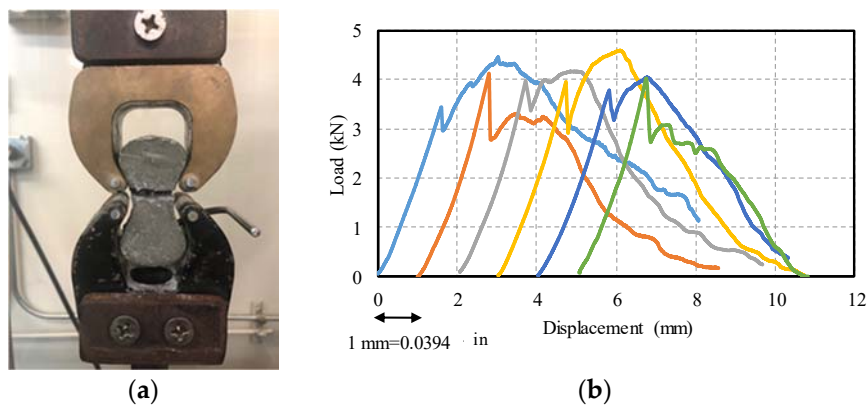 5
4
3
2
1
0
Load (kN)
0 2 4 6 8 10 12
Displacement (mm)
1 mm=0.0394 in
(a)
(b)